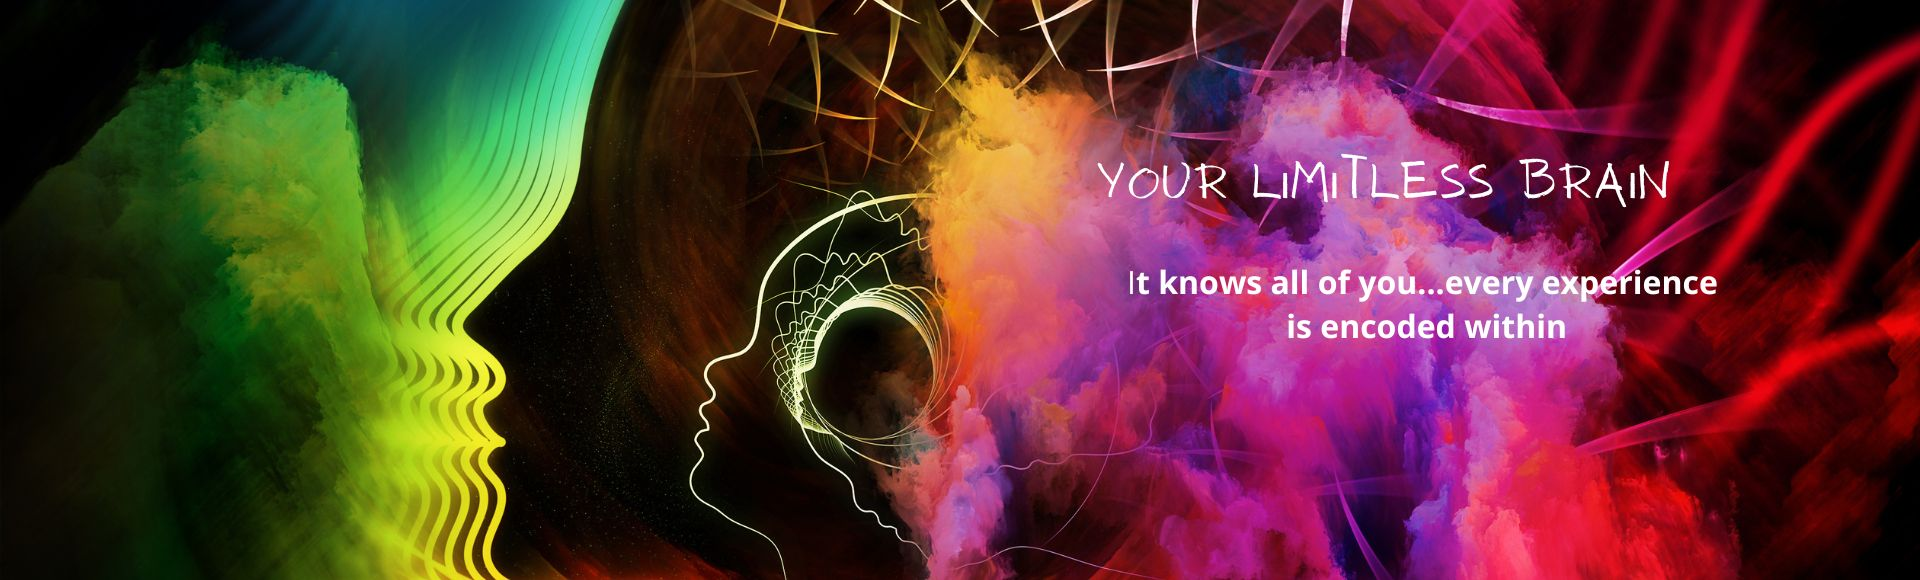 YOUR LIMITLESS BRAIN
It knows all of you...every experience
is encoded within